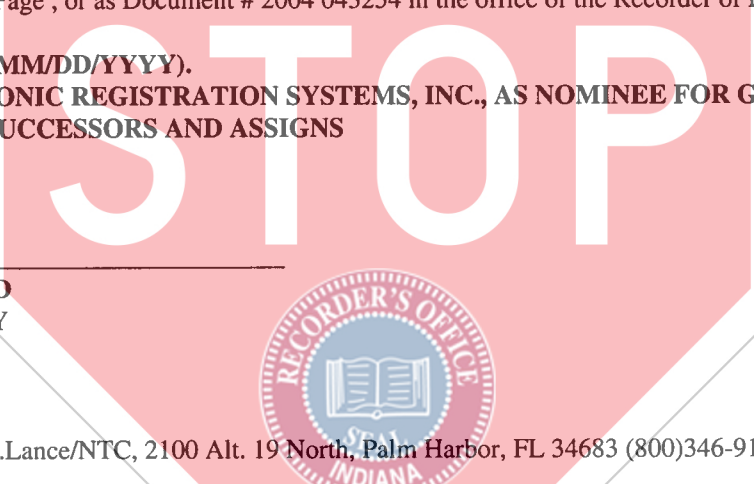 Page , or as Document # 2004 045254 in the office of the Recorder of
MM/DD/YYYY).
ONIC REGISTRATION SYSTEMS, INC., AS NOMINEE FOR G
UCCESSORS AND ASSIGNS
STOP
D
Y
RECORDER'S OFFICE
SEAL
INDIANA
.Lance/NTC, 2100 Alt. 19 North, Palm Harbor, FL 34683 (800)346-91